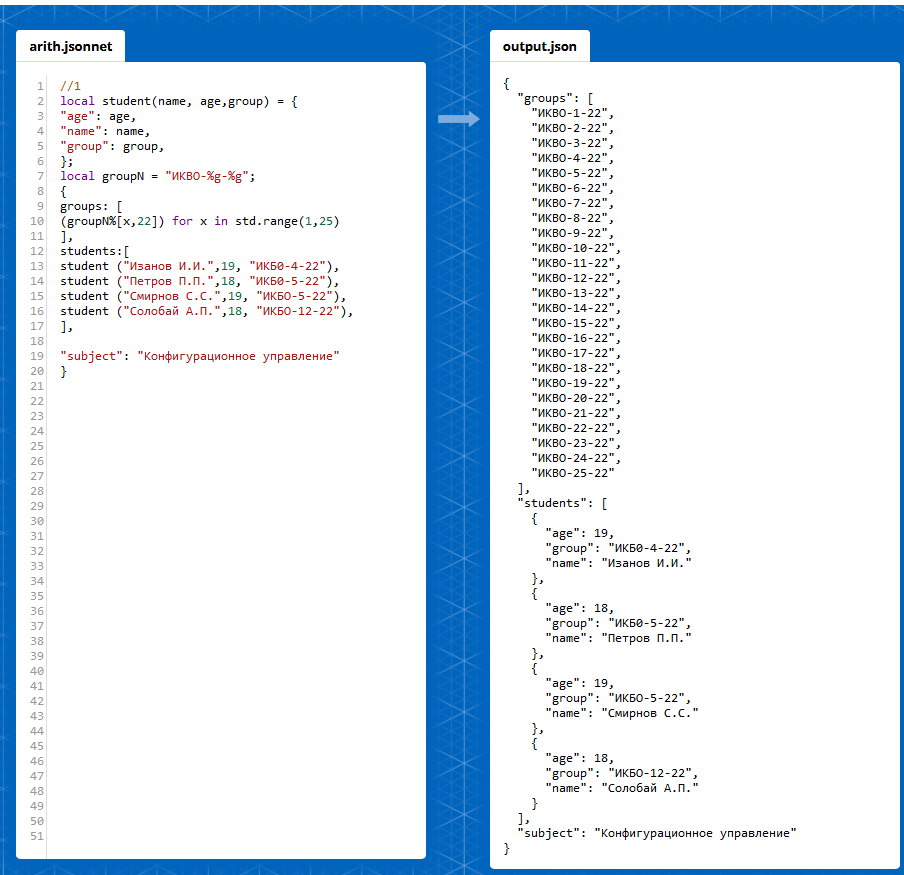 arith.jsonnet
1 //1
2 local student(name, age,group) = {
3 "age": age,
4 "name": name,
5 "group": group,
6 };
7 local groupN = "ИКВО-%g-%g";
8 {
9 groups: [
10 (groupN%[x,22]) for x in std.range(1,25)
11 ],
12 students:[
13 student ("Изанов И.И.",19, "ИКБ0-4-22"),
14 student ("Петров П.П.",18, "ИКБ0-5-22"),
15 student ("Смирнов С.С.",19, "ИКБО-5-22"),
16 student ("Солобай А.П.",18, "ИКБО-12-22"),
17 ],
18
19 "subject": "Конфигурационное управление"
20 }
21
22
23
24
25
26
27
28
29
30
31
32
33
34
35
36
37
38
39
40
41
42
43
44
45
46
47
48
49
50
51
output.json
{
"groups": [
"ИКВО-1-22",
"ИКВО-2-22",
"ИКВО-3-22",
"ИКВО-4-22",
"ИКВО-5-22",
"ИКВО-6-22",
"ИКВО-7-22",
"ИКВО-8-22",
"ИКВО-9-22",
"ИКВО-10-22",
"ИКВО-11-22",
"ИКВО-12-22",
"ИКВО-13-22",
"ИКВО-14-22",
"ИКВО-15-22",
"ИКВО-16-22",
"ИКВО-17-22",
"ИКВО-18-22",
"ИКВО-19-22",
"ИКВО-20-22",
"ИКВО-21-22",
"ИКВО-22-22",
"ИКВО-23-22",
"ИКВО-24-22",
"ИКВО-25-22"
],
"students": [
{
"age": 19,
"group": "ИКБ0-4-22",
"name": "Изанов И.И."
},
{
"age": 18,
"group": "ИКБ0-5-22",
"name": "Петров П.П."
},
{
"age": 19,
"group": "ИКБО-5-22",
"name": "Смирнов С.С."
},
{
"age": 18,
"group": "ИКБО-12-22",
"name": "Солобай А.П."
}
],
"subject": "Конфигурационное управление"
}